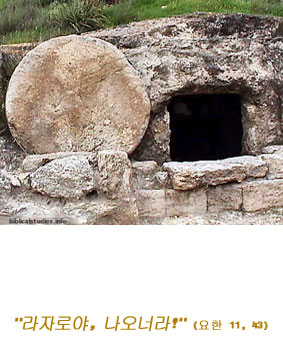 biblicalstudies.info
"라자로야, 나오너라!" (요한 11, 43)